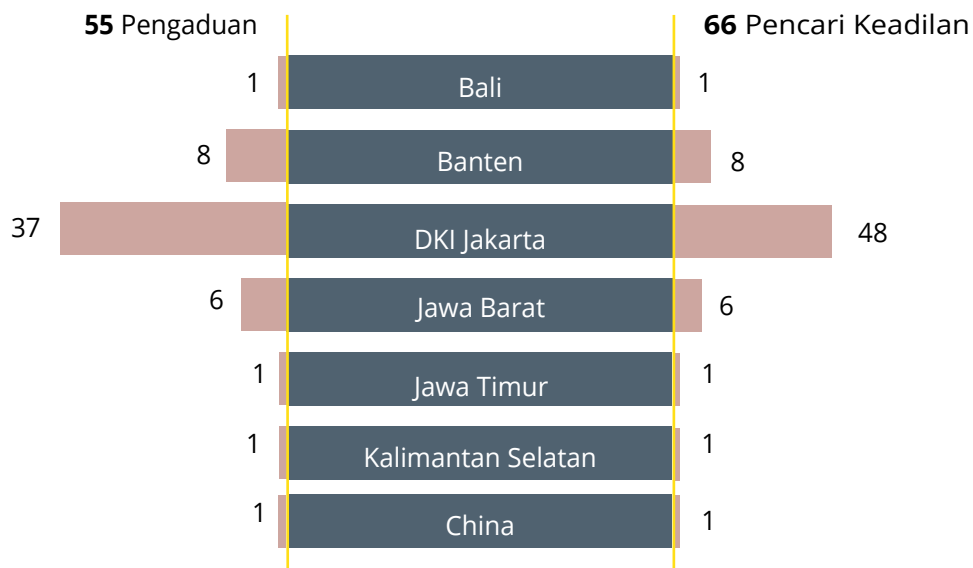 55 Pengaduan 66 Pencari Keadilan
1 Bali 1
8 Banten 8
37 DKI Jakarta 48
6 Jawa Barat 6
1 Jawa Timur 1
1 Kalimantan Selatan 1
1 China 1